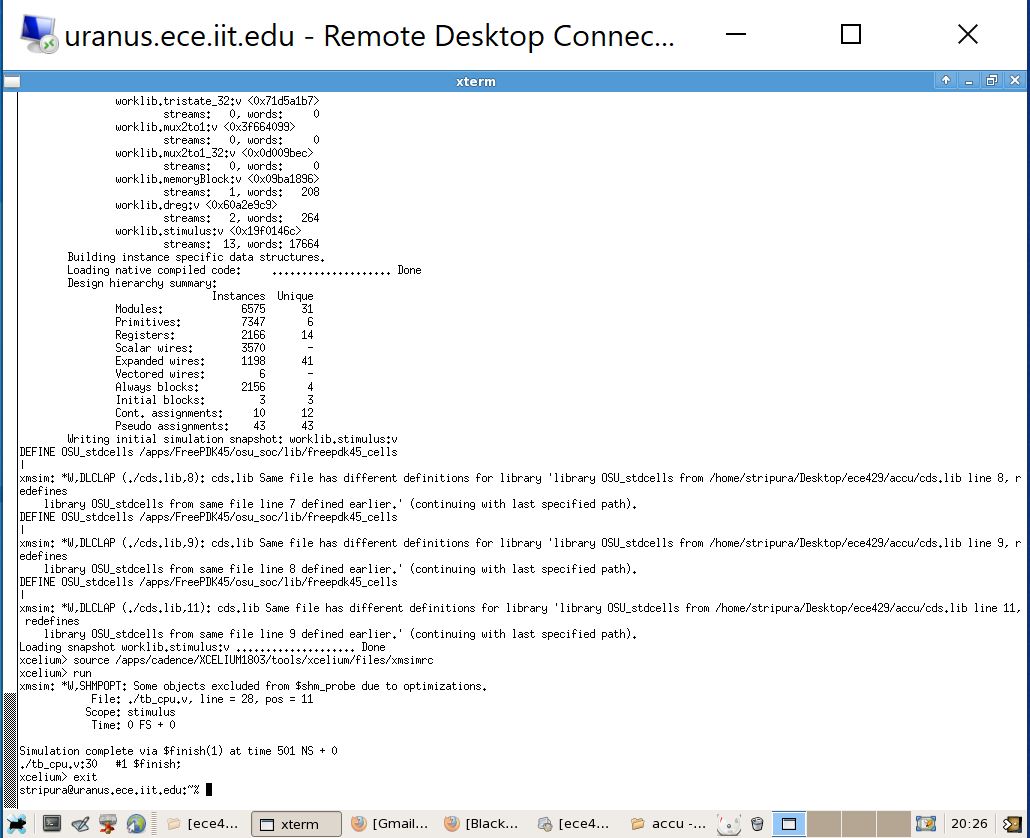 uranus.ece.iit.edu - Remote Desktop Connec...
xterm
worklib.tristate_32:v <0x71d5a1b7>
streams: 0, words: 0
worklib.mux2to1:v <0x3f664099>
streams: 0, words: 0
worklib.mux2to1_32:v <0x0d009bec>
streams: 0, words: 0
worklib.memoryBlock:v <0x09ba1896>
streams: 1, words: 208
worklib.dreg:v <0x60a2e9c9>
streams: 2, words: 264
worklib.stimulus:v <0x19f0146c>
streams: 13, words: 17664
Building instance specific data structures.
Loading native compiled code: .................... Done
Design hierarchy summary:
Instances Unique
Modules: 6575 31
Primitives: 7347 6
Registers: 2166 14
Scalar wires: 3570 -
Expanded wires: 1198 41
Vectored wires: 6 -
Always blocks: 2156 4
Initial blocks: 3 3
Cont. assignments: 10 12
Pseudo assignments: 43 43
Writing initial simulation snapshot: worklib.stimulus:v
DEFINE OSU_stdcells /apps/FreePDK45/osu_soc/lib/freepdk45_cells
|
xmsim: *W,DLCLAP (./cds.lib,8): cds.lib Same file has different definitions for library 'library OSU_stdcells from /home/stripura/Desktop/ece429/accu/cds.lib line 8, r
edefines
library OSU_stdcells from same file line 7 defined earlier.' (continuing with last specified path).
DEFINE OSU_stdcells /apps/FreePDK45/osu_soc/lib/freepdk45_cells
|
xmsim: *W,DLCLAP (./cds.lib,9): cds.lib Same file has different definitions for library 'library OSU_stdcells from /home/stripura/Desktop/ece429/accu/cds.lib line 9, r
edefines
library OSU_stdcells from same file line 8 defined earlier.' (continuing with last specified path).
DEFINE OSU_stdcells /apps/FreePDK45/osu_soc/lib/freepdk45_cells
|
xmsim: *W,DLCLAP (./cds.lib,11): cds.lib Same file has different definitions for library 'library OSU_stdcells from /home/stripura/Desktop/ece429/accu/cds.lib line 11,
redefines
library OSU_stdcells from same file line 9 defined earlier.' (continuing with last specified path).
Loading snapshot worklib.stimulus:v .................... Done
xcelium> source /apps/cadence/XCELIUM1803/tools/xcelium/files/xmsimrc
xcelium> run
xmsim: *W,SHMPOPT: Some objects excluded from $shm_probe due to optimizations.
File: ./tb_cpu.v, line = 28, pos = 11
Scope: stimulus
Time: 0 FS + 0
Simulation complete via $finish(1) at time 501 NS + 0
./tb_cpu.v:30 #1 $finish;
xcelium> exit
stripura@uranus.ece.iit.edu:~%
[ece4... xterm [Gmail... [Black... [ece4... accu -... 20:26